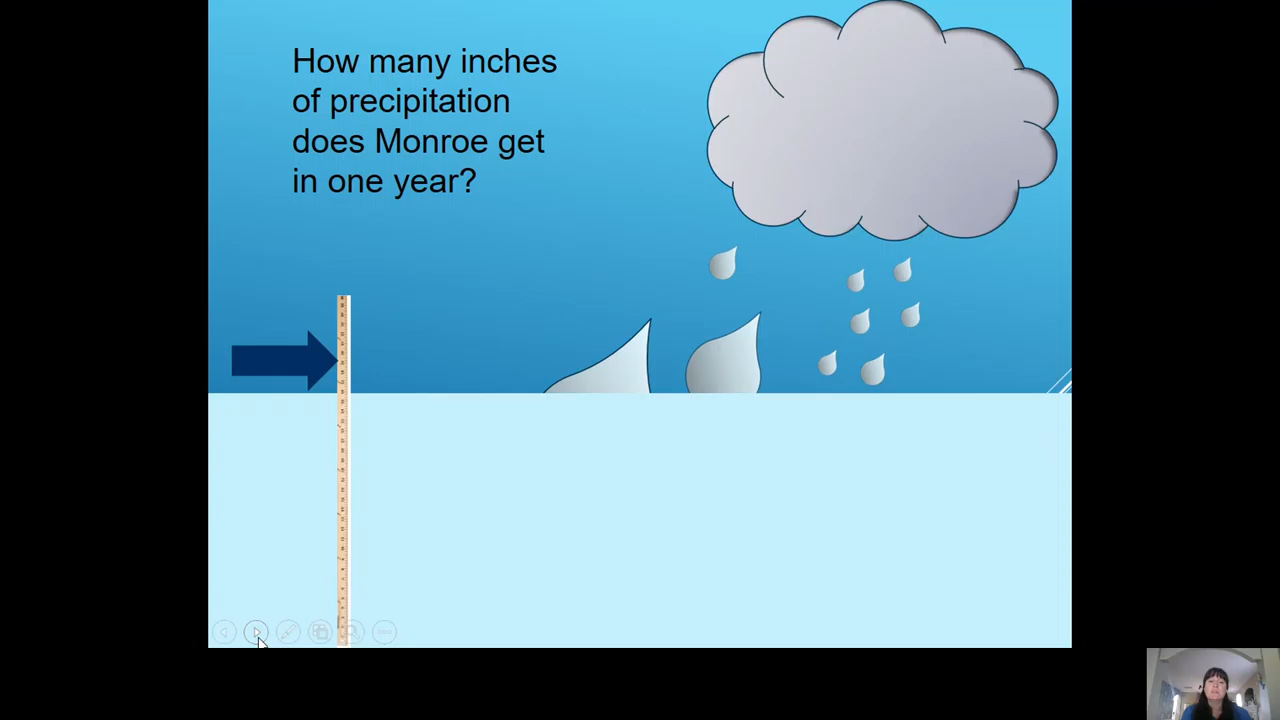 How many inches
of precipitation
does Monroe get
in one year?